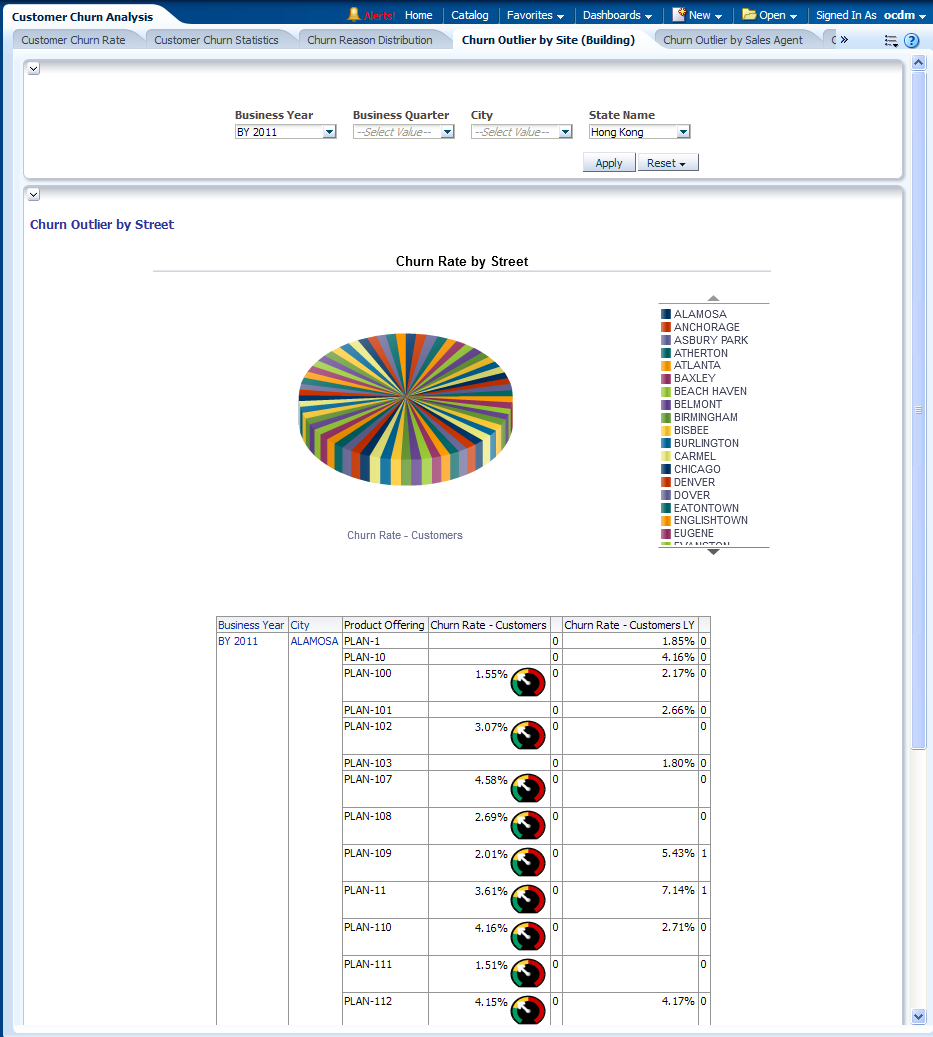 Customer Churn Analysis Alerts! Home Catalog Favorites Dashboards New Open Signed In As ocdm
Customer Churn Rate Customer Churn Statistics Churn Reason Distribution Churn Outlier by Site (Building) Churn Outlier by Sales Agent »
Business Year Business Quarter City State Name
BY 2011 --Select Value-- --Select Value-- Hong Kong
Apply Reset
Churn Outlier by Street
Churn Rate by Street
ALAMOSA
ANCHORAGE
ASBURY PARK
ATHERTON
ATLANTA
BAXLEY
BEACH HAVEN
BELMONT
BIRMINGHAM
BISBEE
BURLINGTON
CARMEL
CHICAGO
DENVER
DOVER
EATONTOWN
ENGLISHTOWN
EUGENE
EVANSTON
Churn Rate - Customers
Business Year City Product Offering Churn Rate - Customers Churn Rate - Customers LY
BY 2011 ALAMOSA PLAN-1 0 1.85% 0
PLAN-10 0 4.16% 0
PLAN-100 1.55% 0 2.17% 0
PLAN-101 0 2.66% 0
PLAN-102 3.07% 0 0
PLAN-103 0 1.80% 0
PLAN-107 4.58% 0 0
PLAN-108 2.69% 0 0
PLAN-109 2.01% 0 5.43% 1
PLAN-11 3.61% 0 7.14% 1
PLAN-110 4.16% 0 2.71% 0
PLAN-111 1.51% 0 0
PLAN-112 4.15% 0 4.17% 0